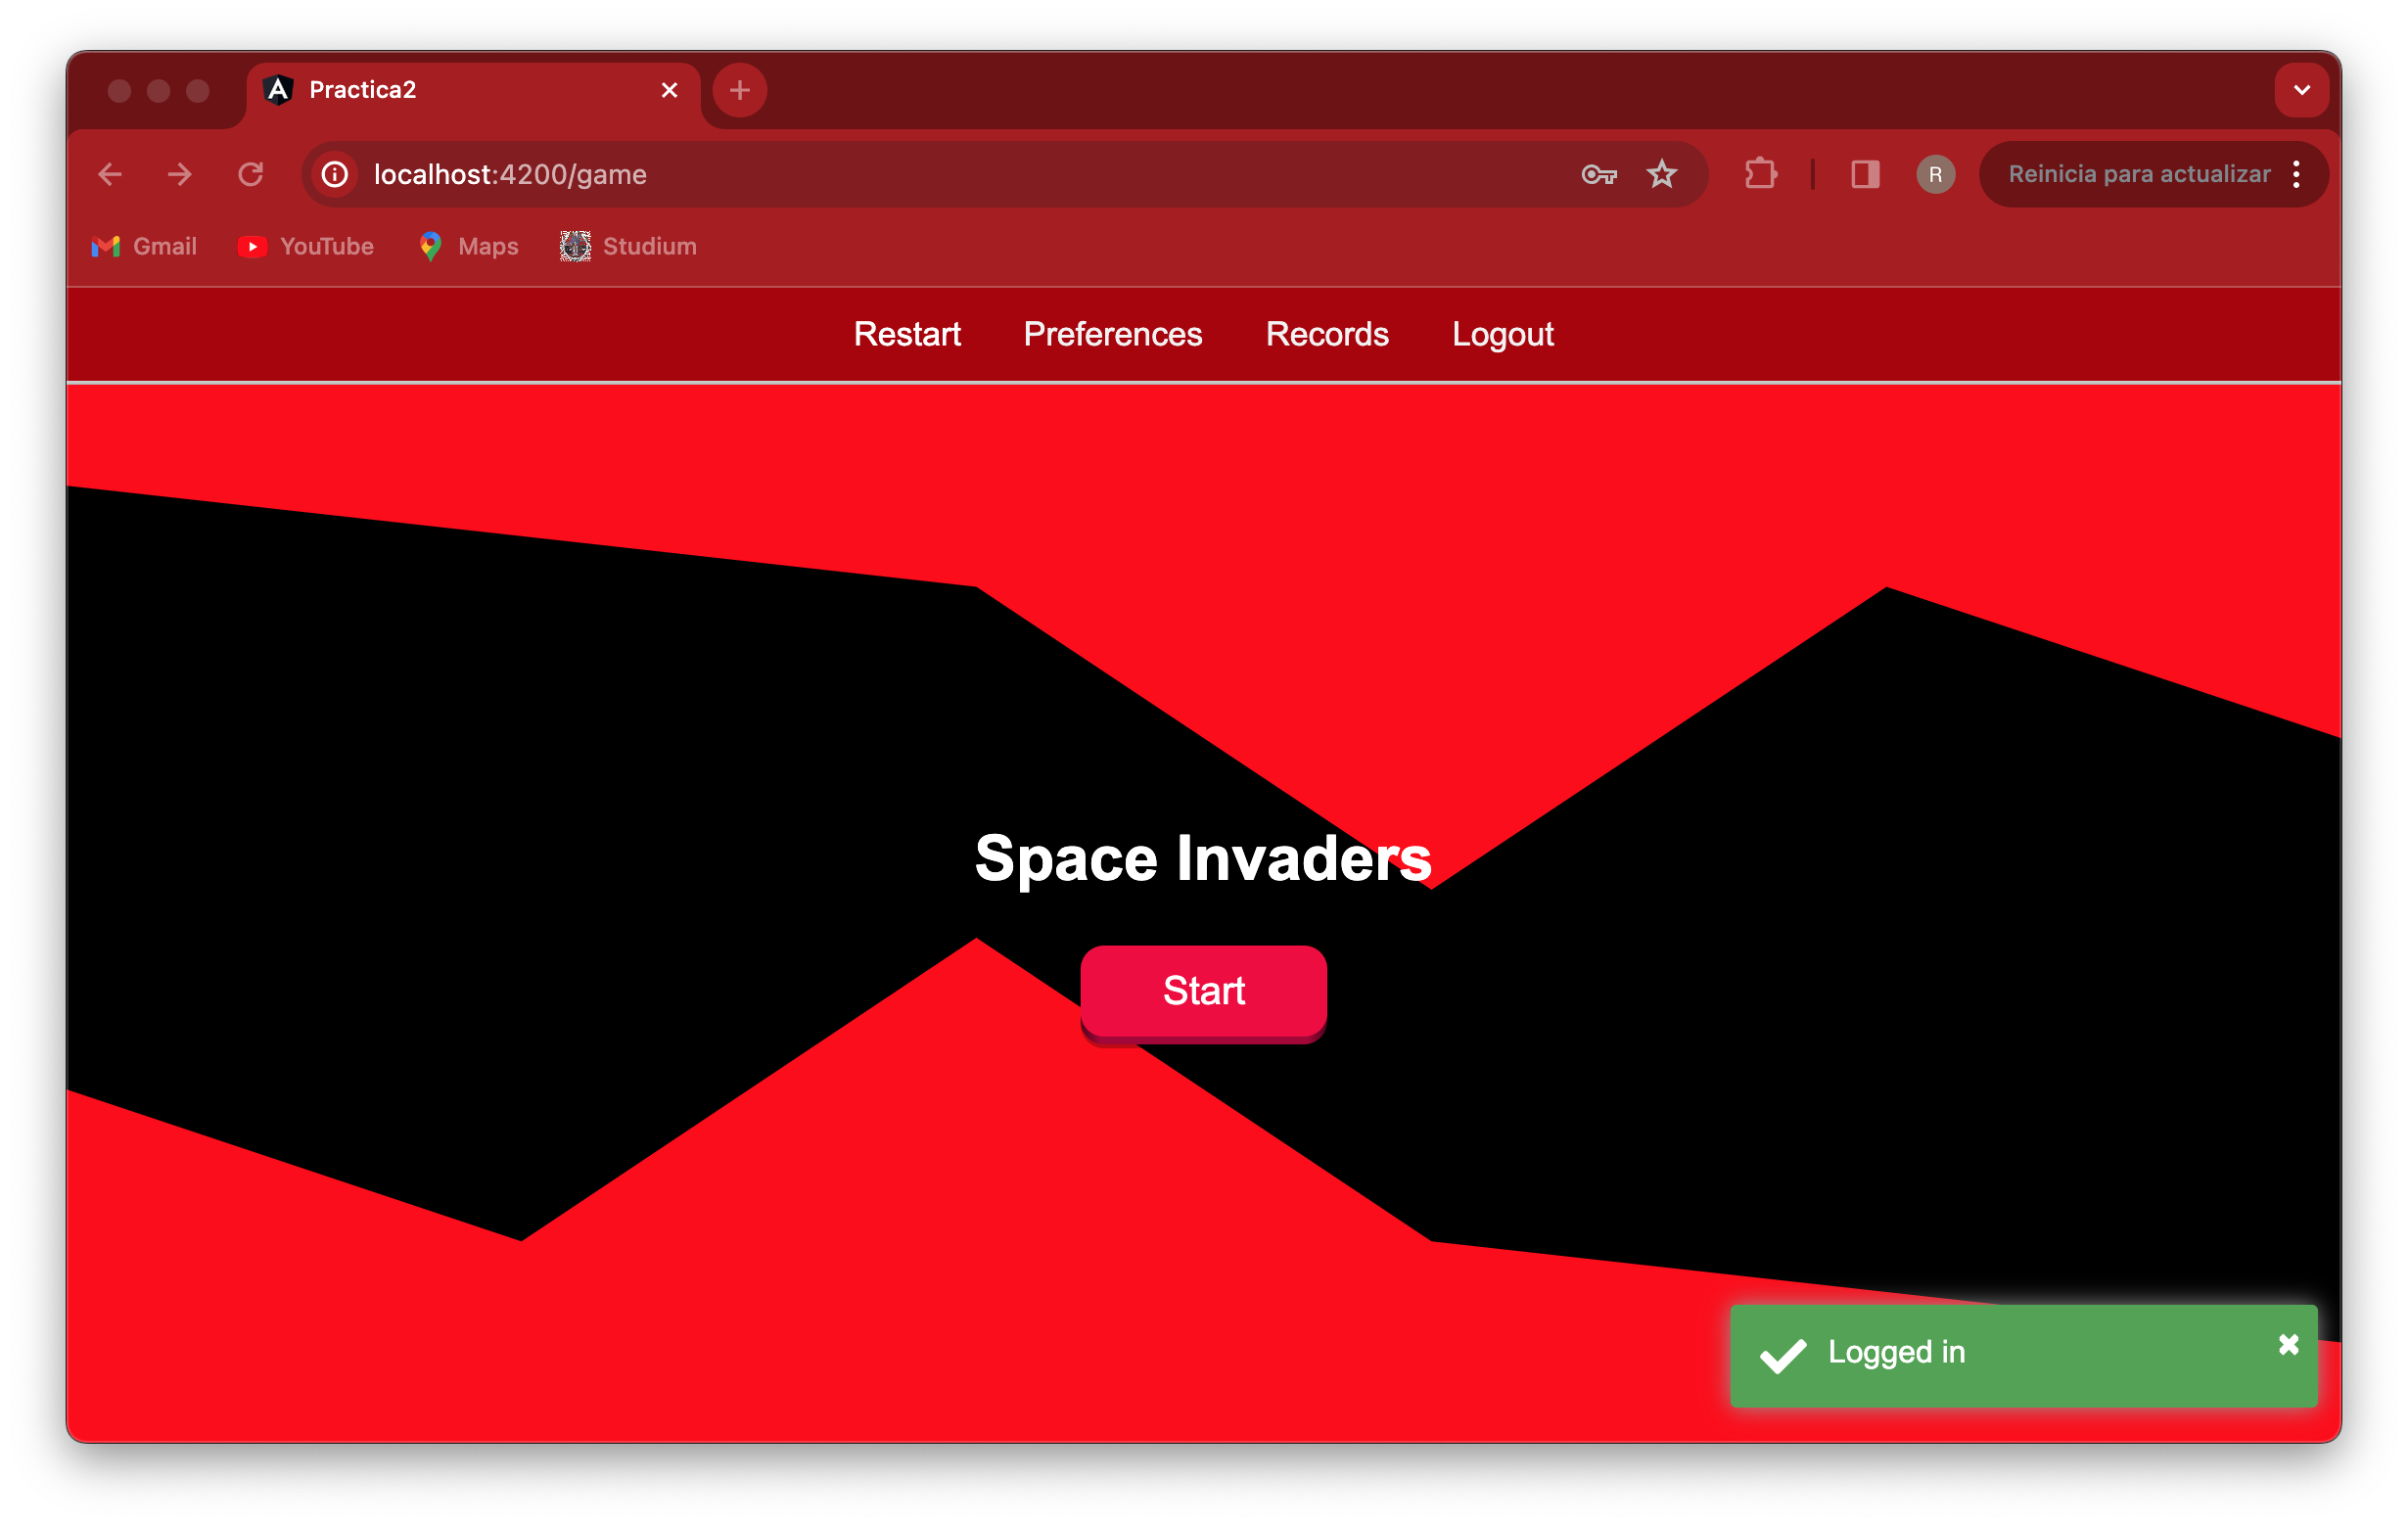 Practica2
localhost:4200/game
R
Reinicia para actualizar
Gmail YouTube Maps Studium
Restart Preferences Records Logout
Space Invaders
Start
Logged in